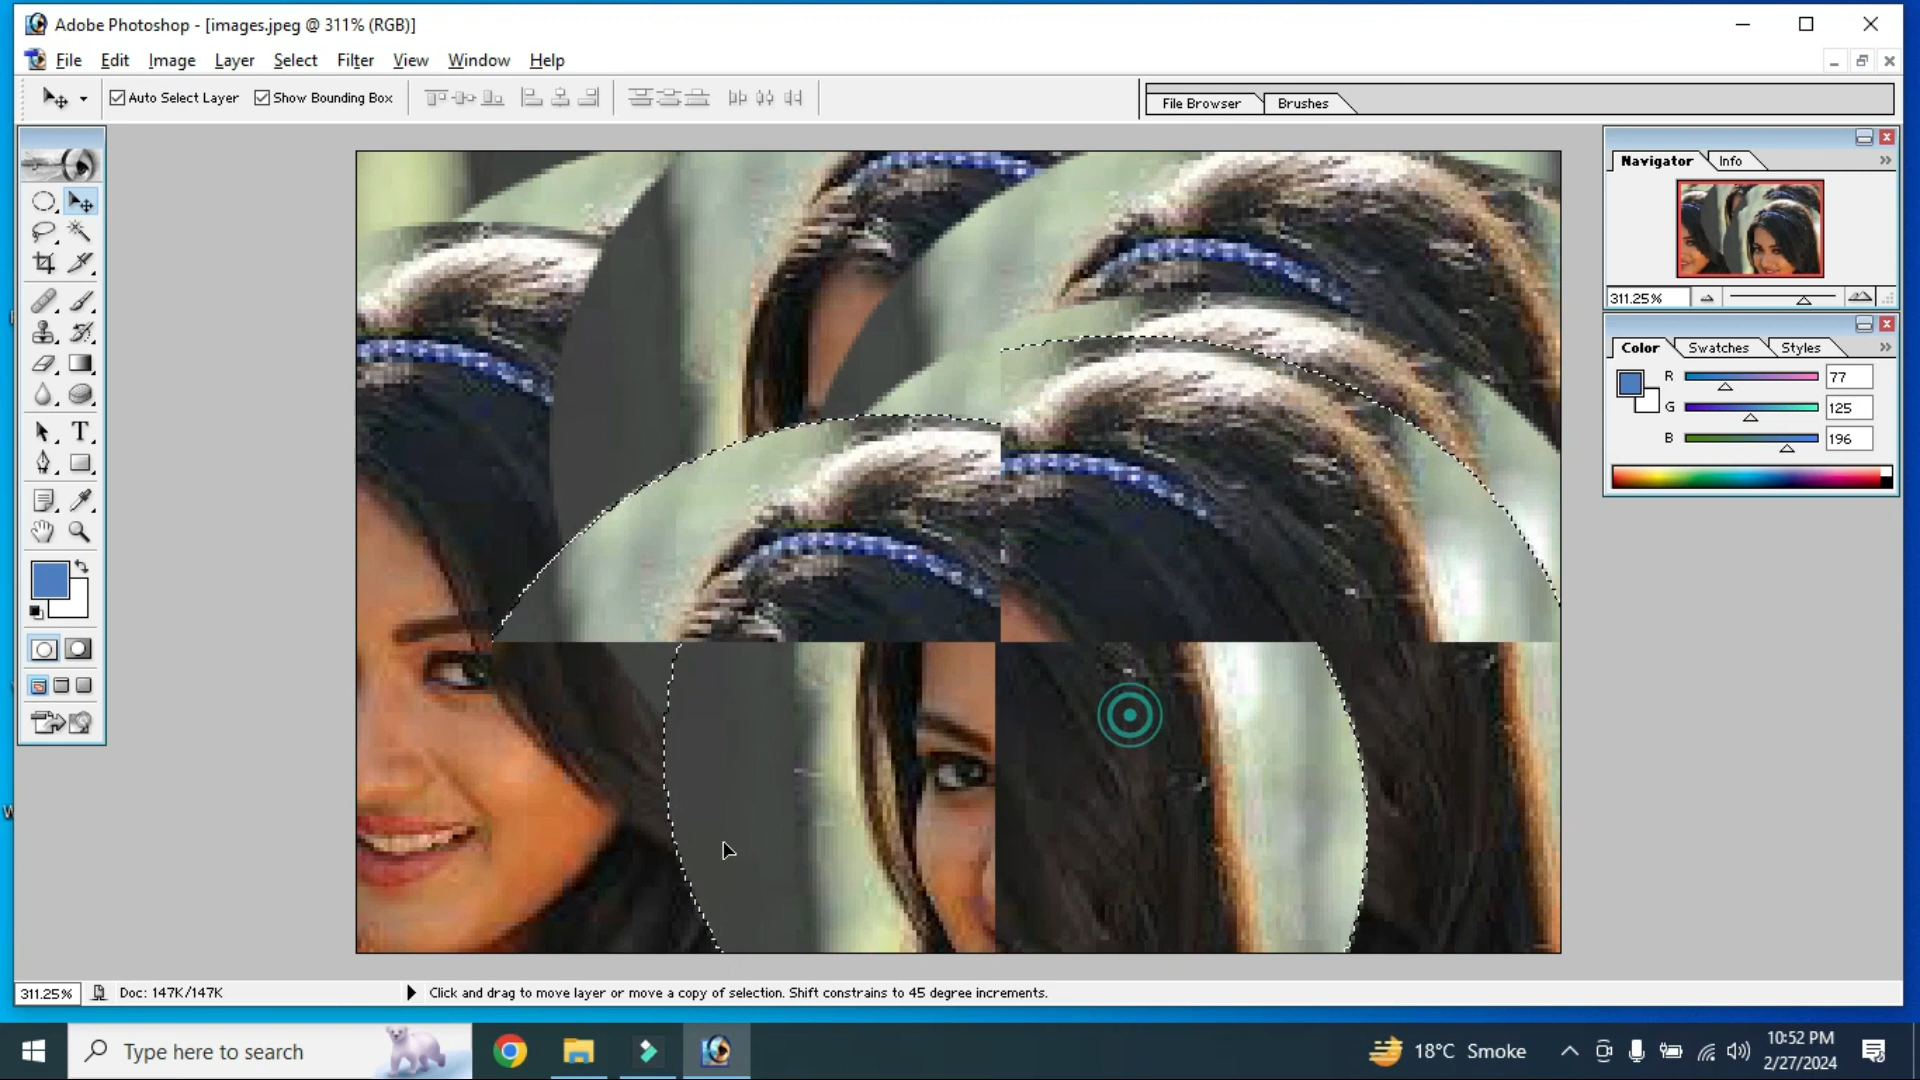 Adobe Photoshop - [images.jpeg @ 311% (RGB)]
File Edit Image Layer Select Filter View Window Help
Auto Select Layer Show Bounding Box
File Browser Brushes
Navigator Info
311.25%
Color Swatches Styles
R 77
G 125
B 196
T
311.25% Doc: 147K/147K Click and drag to move layer or move a copy of selection. Shift constrains to 45 degree increments.
Type here to search
18°C Smoke
10:52 PM
2/27/2024